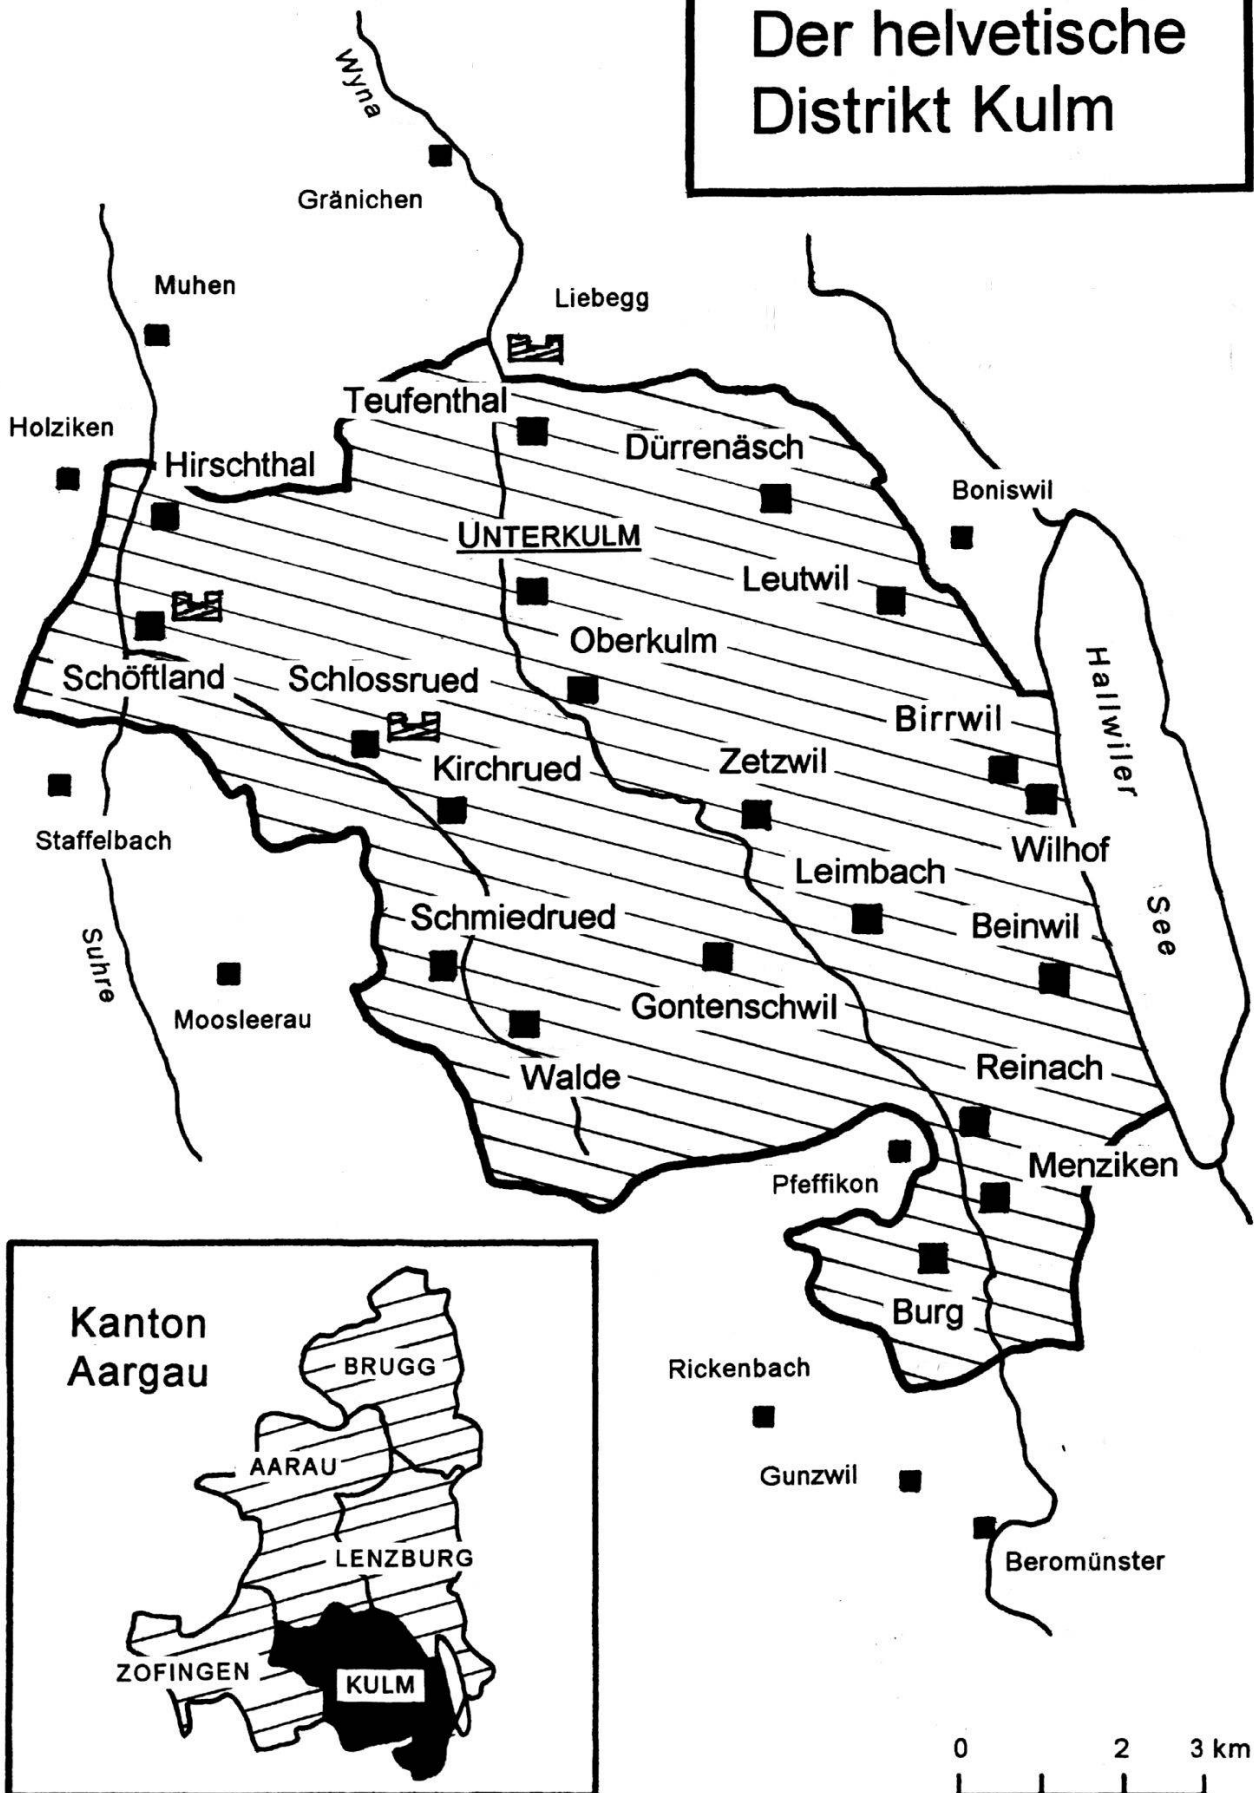 Der helvetische
Distrikt Kulm
Wyna
Gränichen
Muhen
Liebegg
Teufenthal
Holziken
Hirschthal
Dürrenäsch
Boniswil
UNTERKULM
Leutwil
Oberkulm
Schöftland
Schlossrued
Birrwil
Hallwiler
See
Kirchrued
Zetzwil
Staffelbach
Wilhof
Leimbach
Schmiedrued
Beinwil
Suhre
Moosleerau
Gontenschwil
Reinach
Walde
Menziken
Pfeffikon
Burg
Rickenbach
Gunzwil
Beromünster
Kanton
Aargau
BRUGG
AARAU
LENZBURG
ZOFINGEN
KULM
0 2 3 km